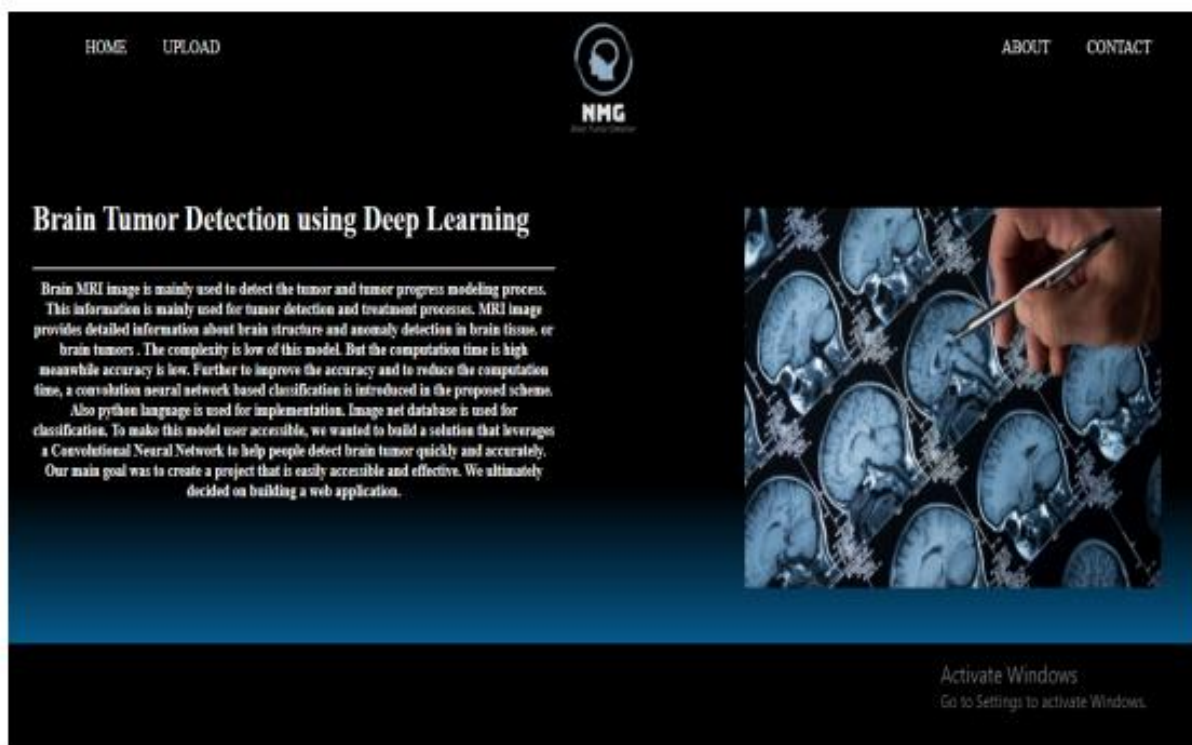 HOME UPLOAD ABOUT CONTACT
NMG
Brain Tumor Detection
Brain Tumor Detection using Deep Learning
Brain MRI image is mainly used to detect the tumor and tumor progress modeling process.
This information is mainly used for tumor detection and treatment processes. MRI image
provides detailed information about brain structure and anomaly detection in brain tissue. or
brain tumors . The complexity is low of this model. But the computation time is high
meanwhile accuracy is low. Further to improve the accuracy and to reduce the computation
time, a convolution neural network based classification is introduced in the proposed scheme.
Also python language is used for implementation. Image net database is used for
classification. To make this model user accessible, we wanted to build a solution that leverages
a Convolutional Neural Network to help people detect brain tumor quickly and accurately.
Our main goal was to create a project that is easily accessible and effective. We ultimately
decided on building a web application.
Activate Windows
Go to Settings to activate Windows.